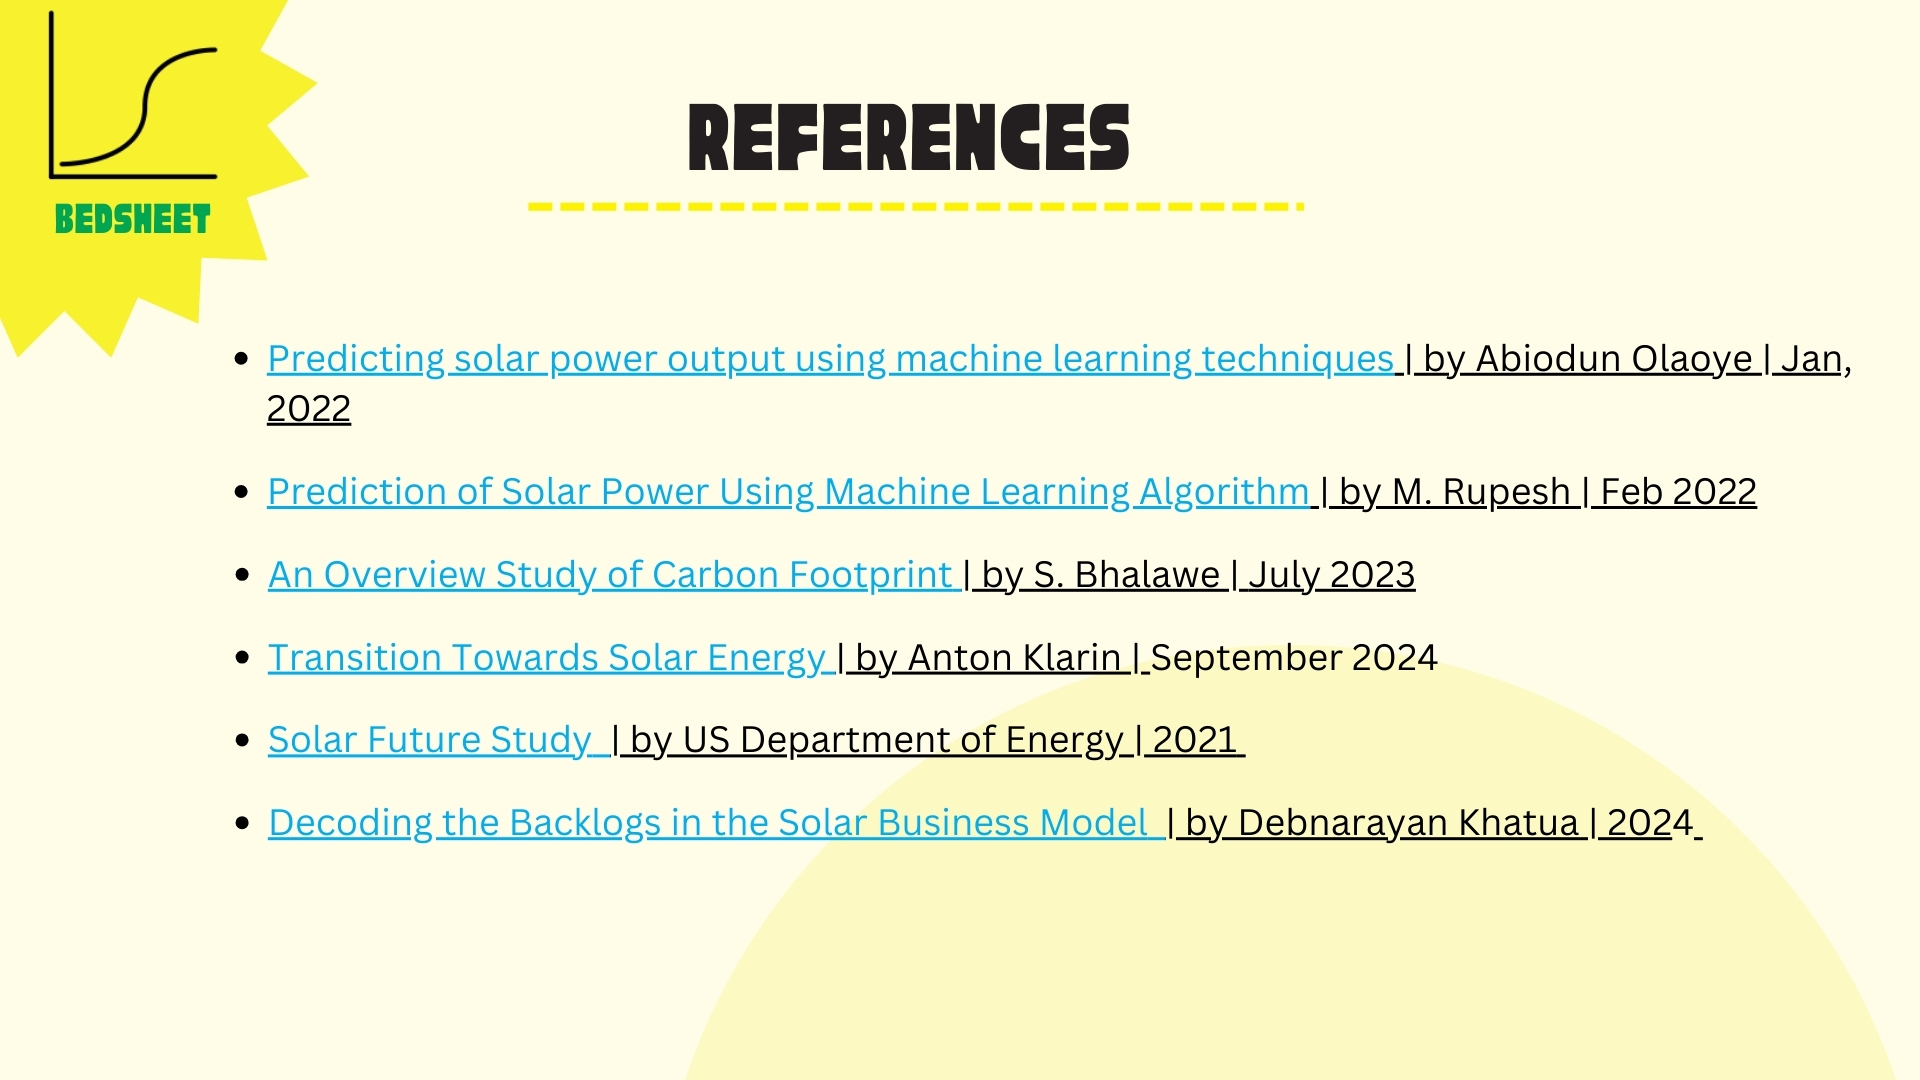 BEDSHEET
REFERENCES
Predicting solar power output using machine learning techniques | by Abiodun Olaoye | Jan,
2022
Prediction of Solar Power Using Machine Learning Algorithm | by M. Rupesh | Feb 2022
An Overview Study of Carbon Footprint | by S. Bhalawe | July 2023
Transition Towards Solar Energy | by Anton Klarin | September 2024
Solar Future Study | by US Department of Energy | 2021
Decoding the Backlogs in the Solar Business Model | by Debnarayan Khatua | 2024